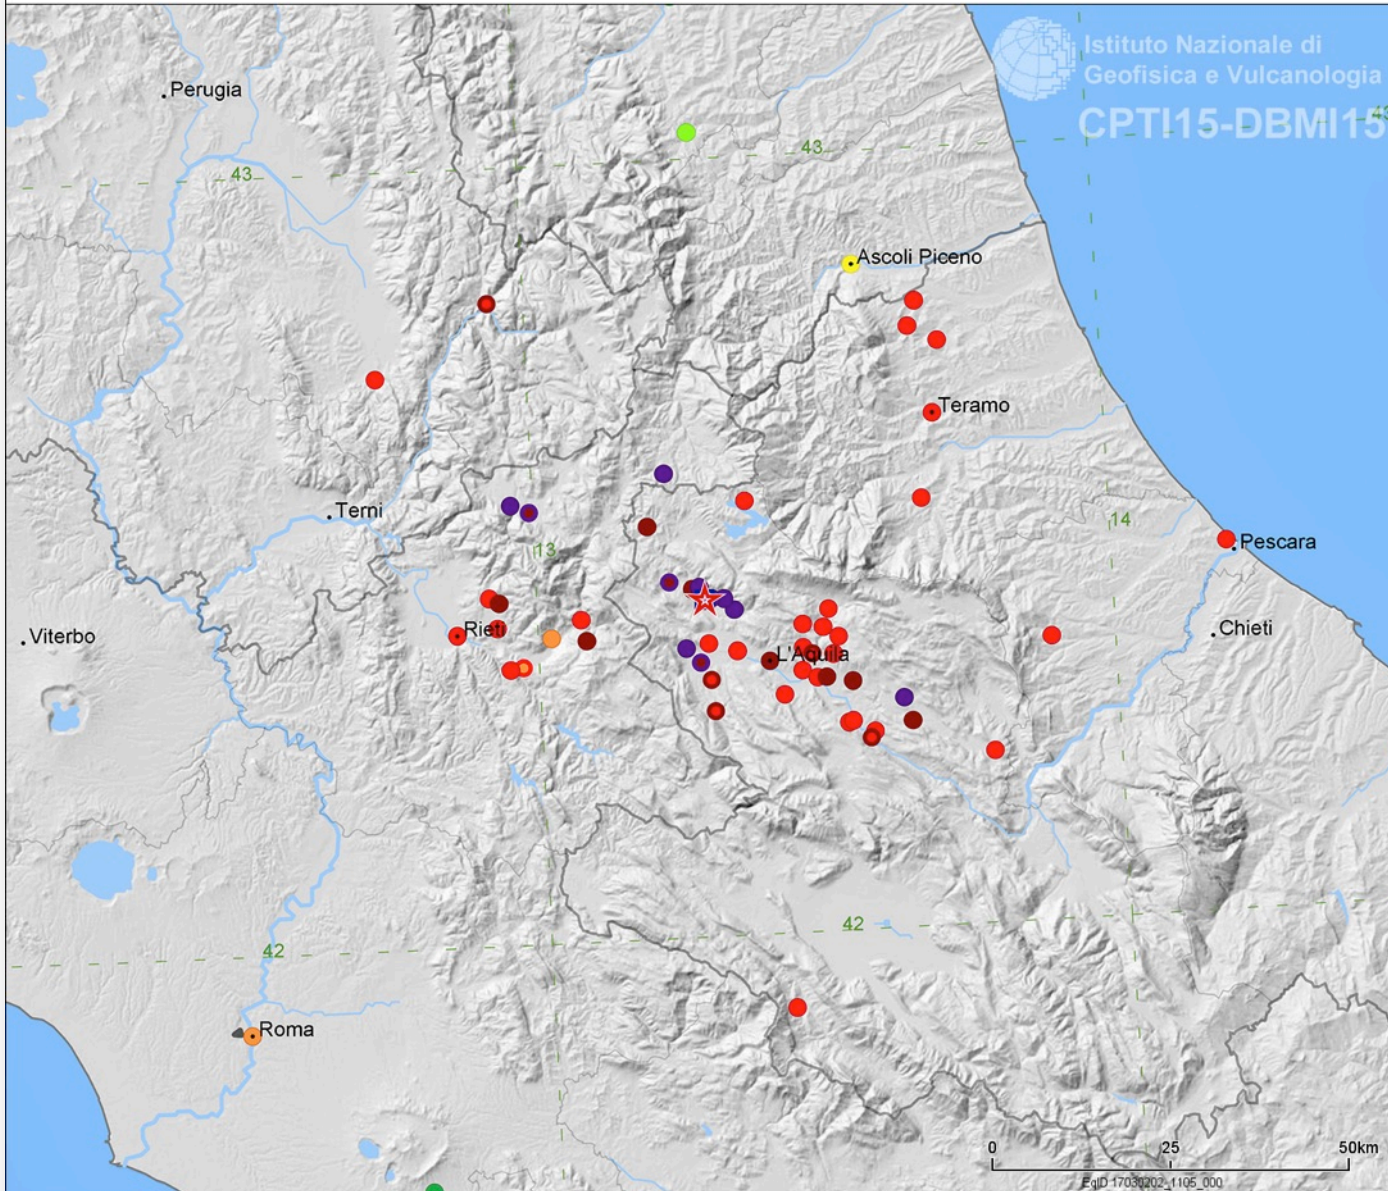 Istituto Nazionale di
Geofisica e Vulcanologia
CPTI15-DBMI15
Perugia
43
43
Ascoli Piceno
Teramo
Terni
14
13
Pescara
Viterbo
Rieti
Chieti
L'Aquila
42
42
Roma
0 25 50km
EqID 17030202_1105_000